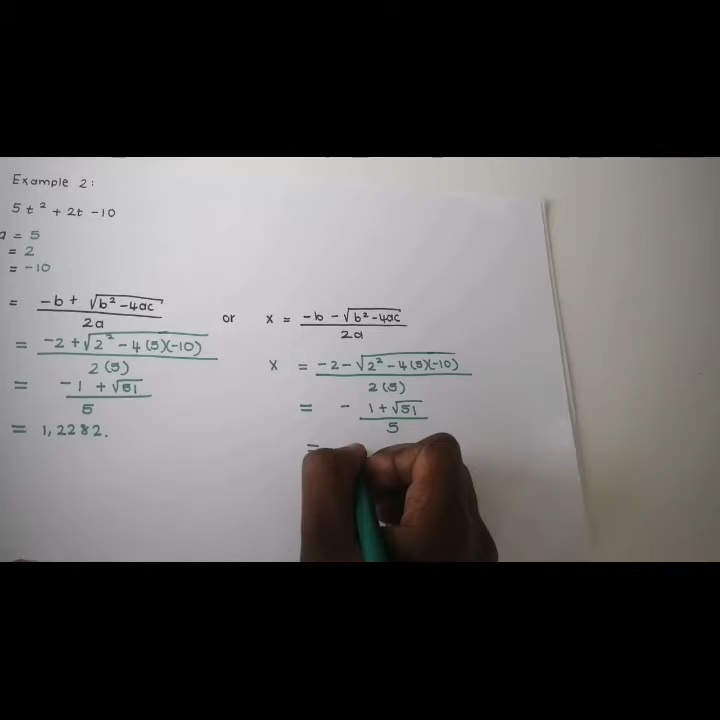 Example 2:
5t² + 2t -10
a = 5
= 2
= -10
= -b + √b² -4ac / 2a or x = -b - √b² -4ac / 2a
= -2 + √2² - 4(5)(-10) / 2(5)
x = -2 - √2² - 4(5)(-10) / 2(5)
= -1 + √51 / 5
= - 1 + √51 / 5
= 1,2282.
=